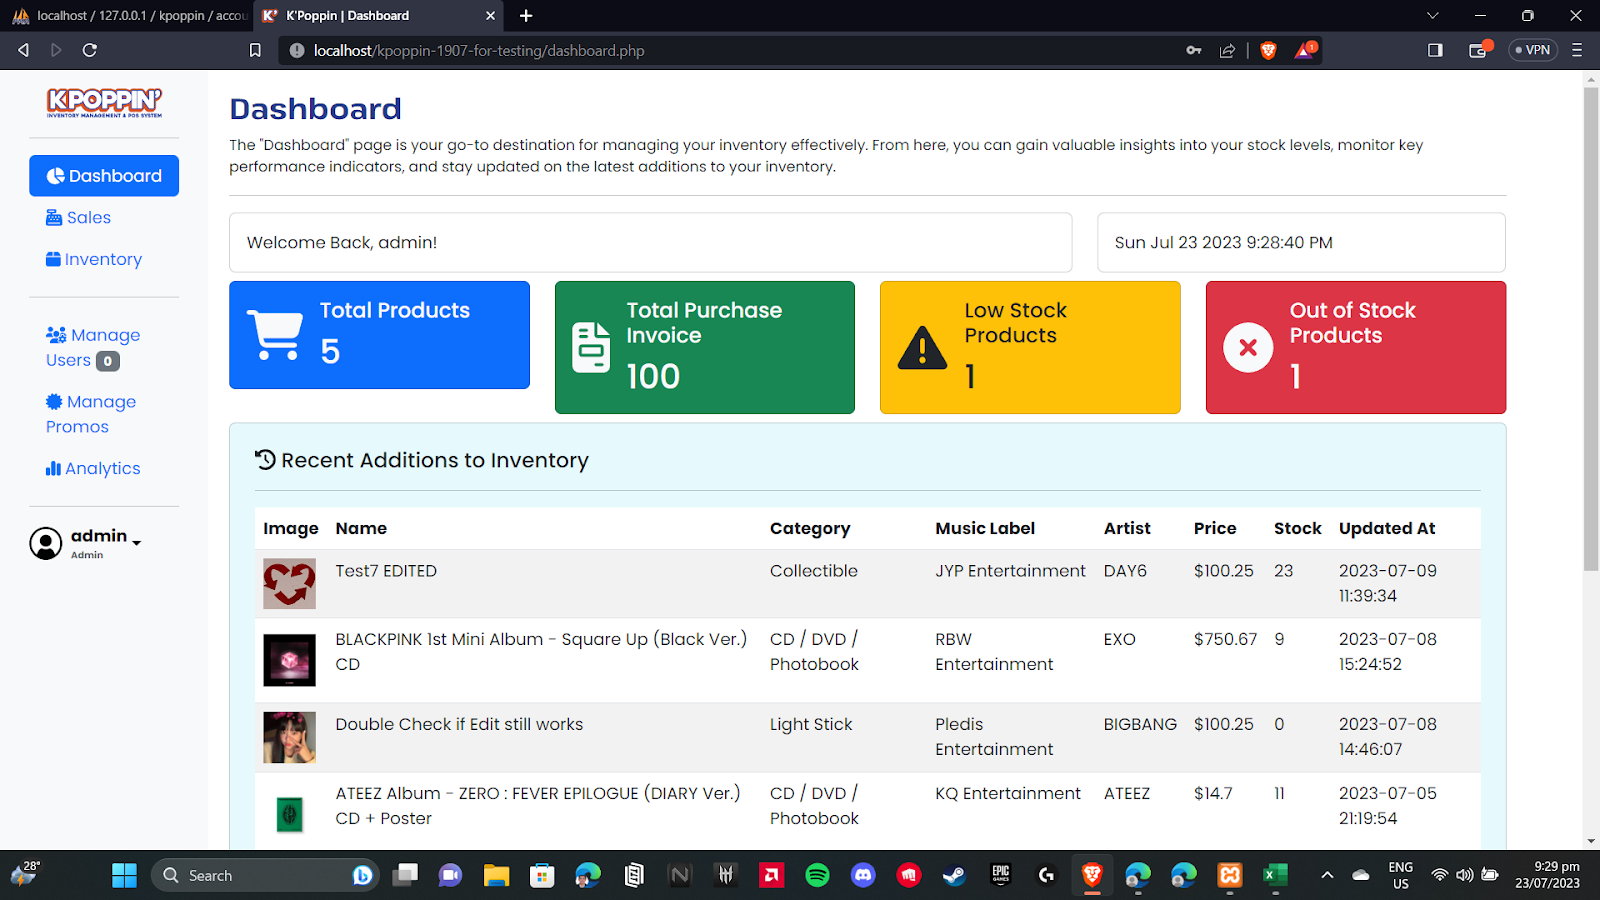 localhost / 127.0.0.1 / kpoppin / accou
K'Poppin | Dashboard
localhost/kpoppin-1907-for-testing/dashboard.php
1
VPN
KPOPPIN'
INVENTORY MANAGEMENT & POS SYSTEM
Dashboard
Sales
Inventory
Manage
Users 0
Manage
Promos
Analytics
admin
Admin
Dashboard
The "Dashboard" page is your go-to destination for managing your inventory effectively. From here, you can gain valuable insights into your stock levels, monitor key
performance indicators, and stay updated on the latest additions to your inventory.
Welcome Back, admin!
Sun Jul 23 2023 9:28:40 PM
Total Products
5
Total Purchase
Invoice
100
Low Stock
Products
1
Out of Stock
Products
1
Recent Additions to Inventory
Image Name Category Music Label Artist Price Stock Updated At
Test7 EDITED Collectible JYP Entertainment DAY6 $100.25 23 2023-07-09
11:39:34
BLACKPINK 1st Mini Album - Square Up (Black Ver.) CD / DVD / RBW EXO $750.67 9 2023-07-08
CD Photobook Entertainment 15:24:52
Double Check if Edit still works Light Stick Pledis BIGBANG $100.25 0 2023-07-08
Entertainment 14:46:07
ATEEZ Album - ZERO : FEVER EPILOGUE (DIARY Ver.) CD / DVD / KQ Entertainment ATEEZ $14.7 11 2023-07-05
CD + Poster Photobook 21:19:54
28°
Search
EPIC
GAMES
ENG
US
9:29 pm
23/07/2023